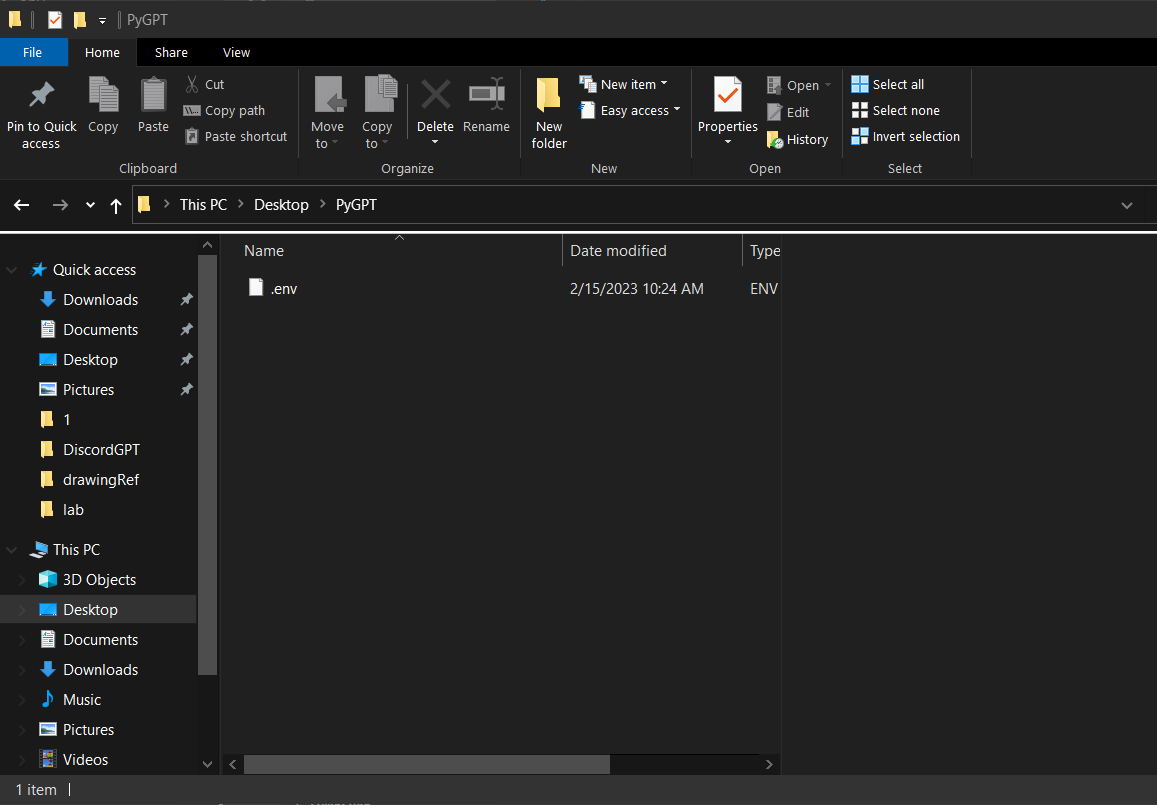 PyGPT
File Home Share View
Pin to Quick access
Copy
Paste
Cut
Copy path
Paste shortcut
Clipboard
Move to
Copy to
Delete
Rename
Organize
New folder
New item
Easy access
New
Properties
Open
Edit
History
Open
Select all
Select none
Invert selection
Select
This PC > Desktop > PyGPT
Name Date modified Type
.env 2/15/2023 10:24 AM ENV
Quick access
Downloads
Documents
Desktop
Pictures
1
DiscordGPT
drawingRef
lab
This PC
3D Objects
Desktop
Documents
Downloads
Music
Pictures
Videos
1 item